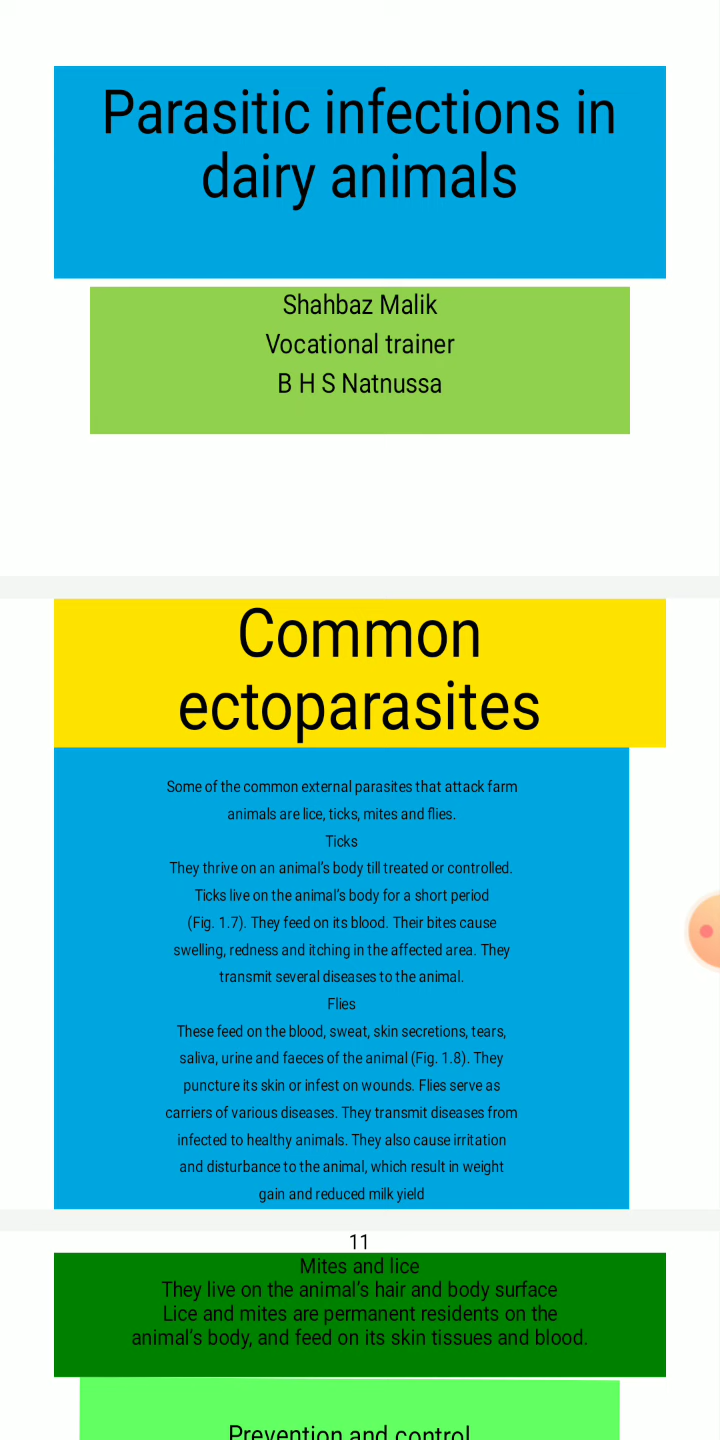 Parasitic infections in
dairy animals
Shahbaz Malik
Vocational trainer
B H S Natnussa
Common
ectoparasites
Some of the common external parasites that attack farm
animals are lice, ticks, mites and flies.
Ticks
They thrive on an animal’s body till treated or controlled.
Ticks live on the animal’s body for a short period
(Fig. 1.7). They feed on its blood. Their bites cause
swelling, redness and itching in the affected area. They
transmit several diseases to the animal.
Flies
These feed on the blood, sweat, skin secretions, tears,
saliva, urine and faeces of the animal (Fig. 1.8). They
puncture its skin or infest on wounds. Flies serve as
carriers of various diseases. They transmit diseases from
infected to healthy animals. They also cause irritation
and disturbance to the animal, which result in weight
gain and reduced milk yield
11
Mites and lice
They live on the animal’s hair and body surface
Lice and mites are permanent residents on the
animal’s body, and feed on its skin tissues and blood.
Prevention and control